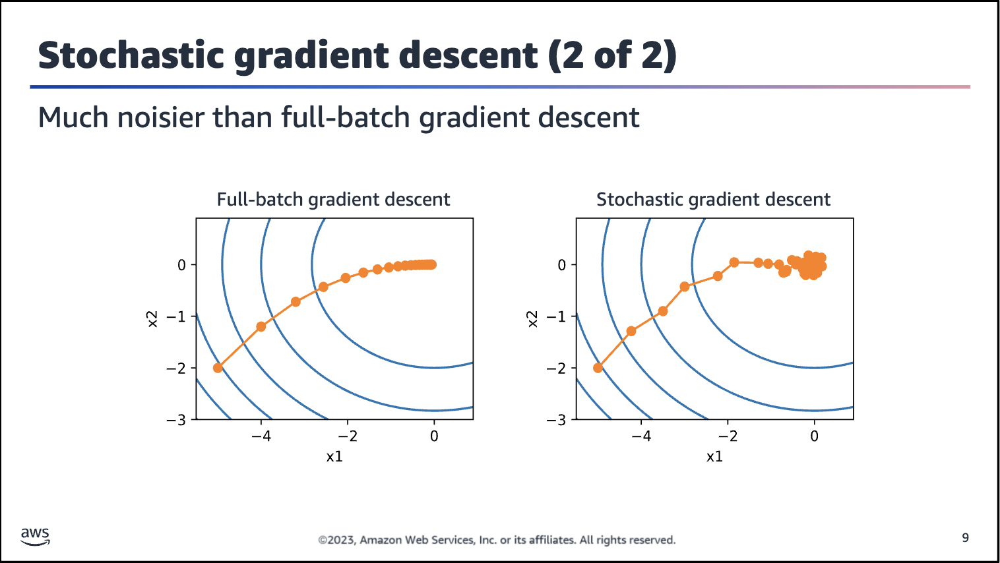 Stochastic gradient descent (2 of 2)
Much noisier than full-batch gradient descent
Full-batch gradient descent
0
−1
−2
−3
x2
−4
−2
0
x1
Stochastic gradient descent
0
−1
−2
−3
x2
−4
−2
0
x1
aws
©2023, Amazon Web Services, Inc. or its affiliates. All rights reserved.
9